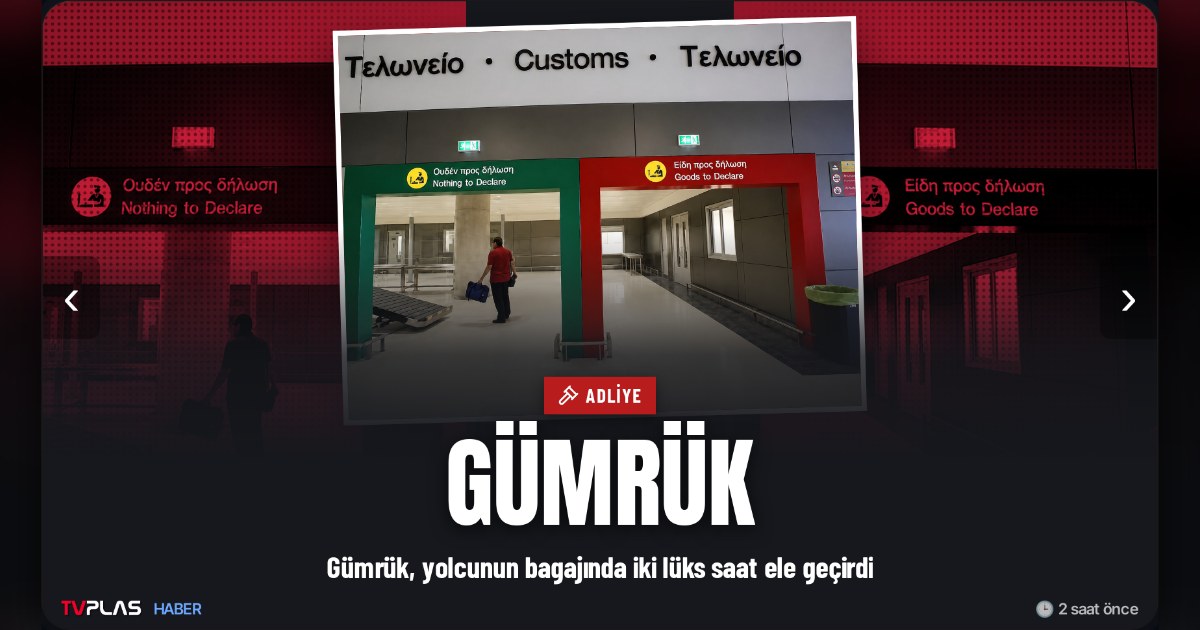 Τελωνείο • Customs • Τελωνείο
Ουδέν προς δήλωση
Nothing to Declare
Είδη προς δήλωση
Goods to Declare
Ουδέν προς δήλωση
Nothing to Declare
Είδη προς δήλωση
Goods to Declare
ADLİYE
GÜMRÜK
Gümrük, yolcunun bagajında iki lüks saat ele geçirdi
TVPLAS HABER
2 saat önce